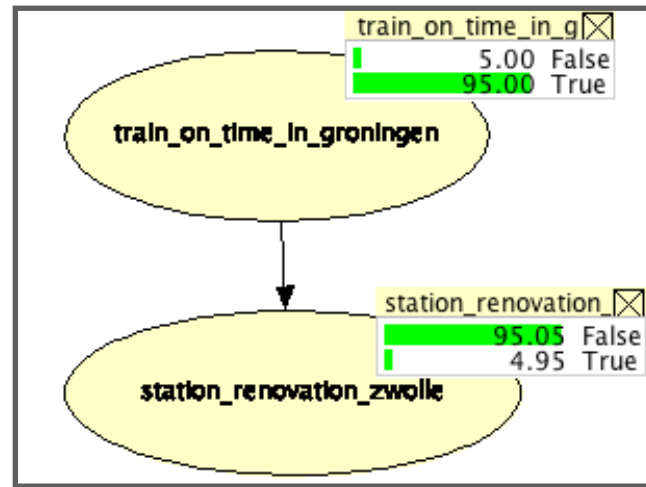 train_on_time_in_g
5.00 False
95.00 True
train_on_time_in_groningen
station_renovation_
95.05 False
4.95 True
station_renovation_zwolle